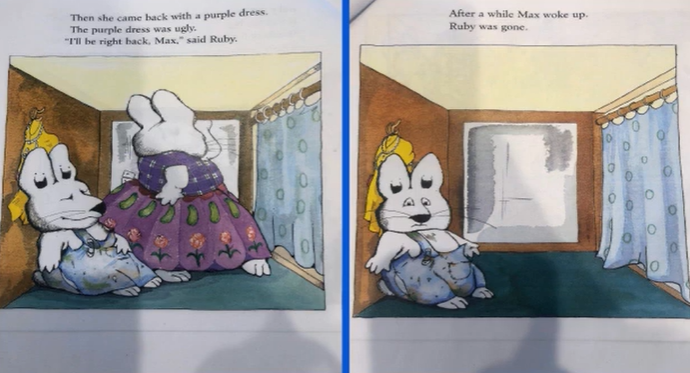 Then she came back with a purple dress.
The purple dress was ugly.
"I'll be right back, Max," said Ruby.
After a while Max woke up.
Ruby was gone.